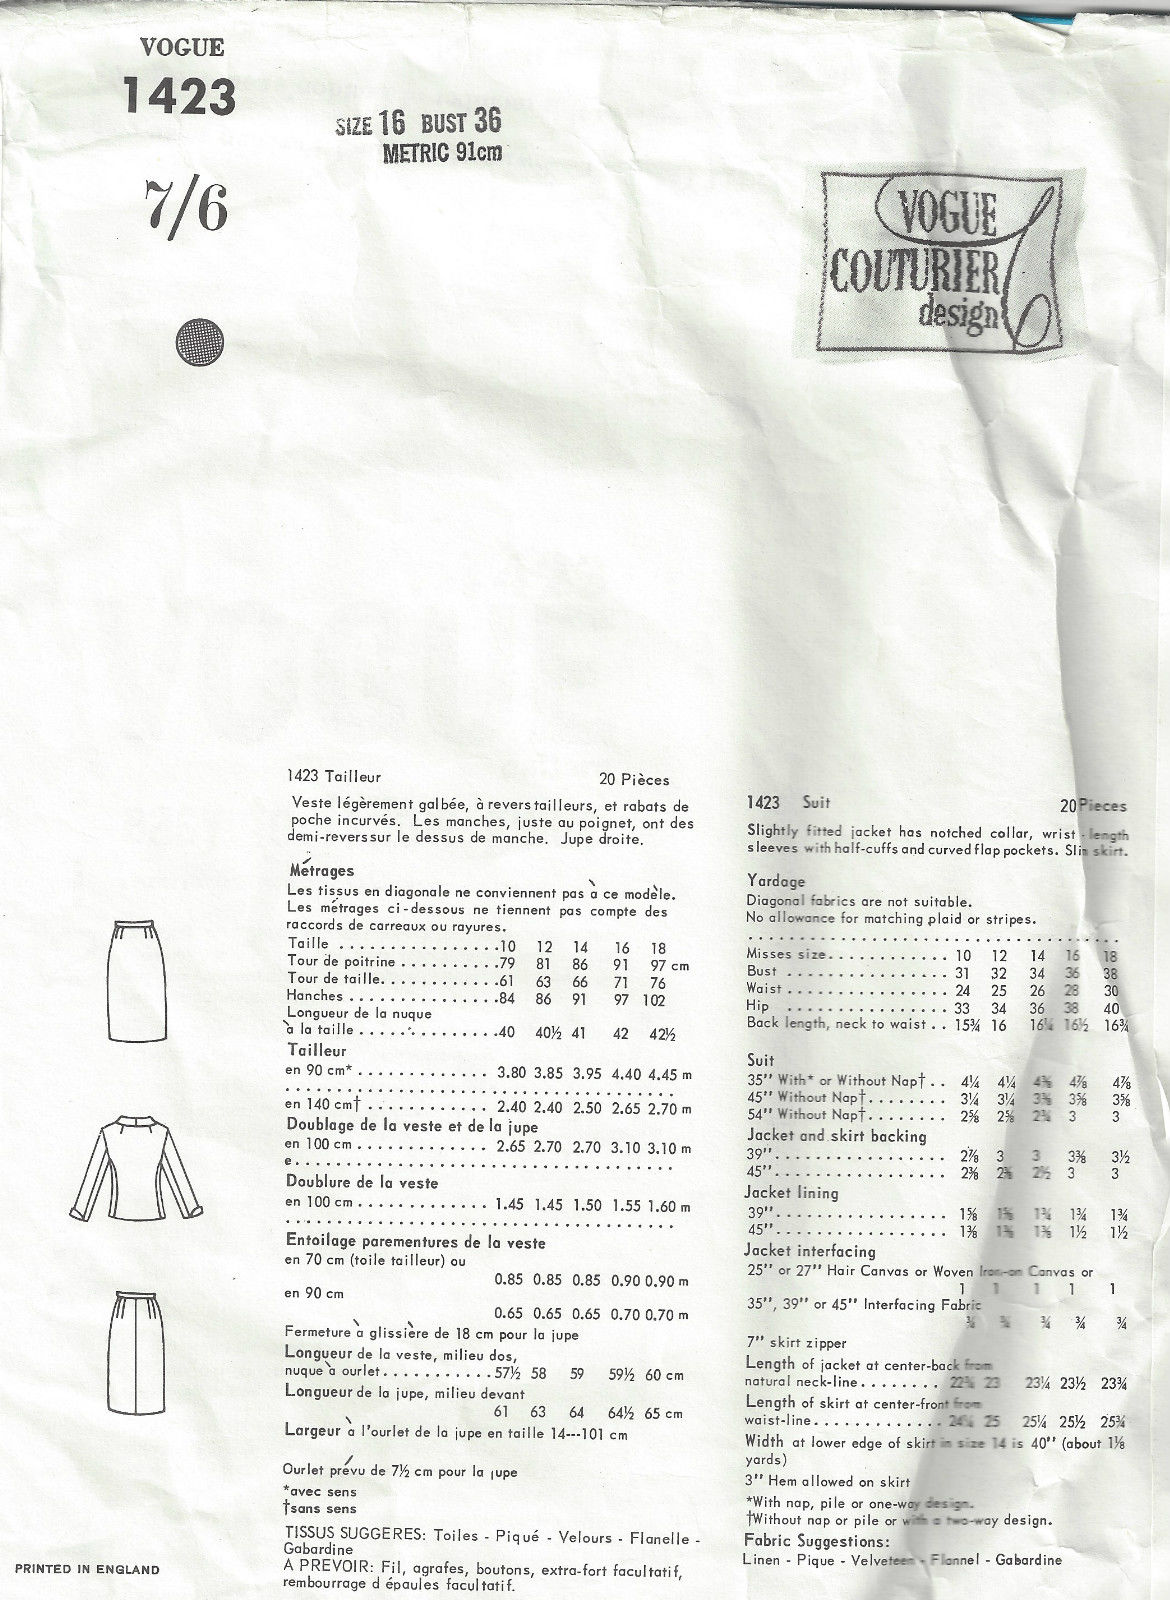 VOGUE
1423
7/6
SIZE 16 BUST 36
METRIC 91cm
VOGUE
COUTURIER
design
1423 Tailleur 20 Pièces
Veste légèrement galbée, à revers tailleurs, et rabats de
poche incurvés. Les manches, juste au poignet, ont des
demi-reverssur le dessus de manche. Jupe droite.
Métrages
Les tissus en diagonale ne conviennent pas à ce modèle.
Les métrages ci-dessous ne tiennent pas compte des
raccords de carreaux ou rayures.
Taille ................10 12 14 16 18
Tour de poitrine ..........79 81 86 91 97 cm
Tour de taille............61 63 66 71 76
Hanches ...............84 86 91 97 102
Longueur de la nuque
à la taille ..............40 40½ 41 42 42½
Tailleur
en 90 cm* ............. 3.80 3.85 3.95 4.40 4.45 m
en 140 cm† ............ 2.40 2.40 2.50 2.65 2.70 m
Doublage de la veste et de la jupe
en 100 cm ............. 2.65 2.70 2.70 3.10 3.10 m
e......................................
Doublure de la veste
en 100 cm .............1.45 1.45 1.50 1.55 1.60 m
Entoilage parementures de la veste
en 70 cm (toile tailleur) ou
0.85 0.85 0.85 0.90 0.90 m
en 90 cm
0.65 0.65 0.65 0.70 0.70 m
Fermeture à glissière de 18 cm pour la jupe
Longueur de la veste, milieu dos,
nuque à ourlet...........57½ 58 59 59½ 60 cm
Longueur de la jupe, milieu devant
61 63 64 64½ 65 cm
Largeur à l'ourlet de la jupe en taille 14---101 cm
Ourlet prévu de 7½ cm pour la jupe
*avec sens
†sans sens
TISSUS SUGGERES: Toiles - Piqué - Velours - Flanelle -
Gabardine
A PREVOIR: Fil, agrafes, boutons, extra-fort facultatif,
rembourrage d épaules facultatif.
1423 Suit 20 Pieces
Slightly fitted jacket has notched collar, wrist - length
sleeves with half-cuffs and curved flap pockets. Slim skirt.
Yardage
Diagonal fabrics are not suitable.
No allowance for matching plaid or stripes.
Misses size............ 10 12 14 16 18
Bust ................ 31 32 34 36 38
Waist ................ 24 25 26 28 30
Hip ................ 33 34 36 38 40
Back length, neck to waist .. 15¾ 16 16¼ 16½ 16¾
Suit
35" With* or Without Nap† .. 4¼ 4¼ 4⅜ 4⅞ 4⅞
45" Without Nap†........ 3¼ 3¼ 3⅜ 3⅝ 3⅝
54" Without Nap†........ 2⅝ 2⅝ 2¾ 3 3
Jacket and skirt backing
39"................. 2⅞ 3 3 3⅜ 3½
45"................. 2⅜ 2⅜ 2½ 3 3
Jacket lining
39"................. 1⅝ 1⅝ 1¾ 1¾ 1¾
45"................. 1⅜ 1⅜ 1⅜ 1½ 1½
Jacket interfacing
25" or 27" Hair Canvas or Woven Iron-on Canvas or
1 1 1 1 1
35", 39" or 45" Interfacing Fabric
¾ ¾ ¾ ¾ ¾
7" skirt zipper
Length of jacket at center-back from
natural neck-line........ 22¾ 23 23¼ 23½ 23¾
Length of skirt at center-front from
waist-line............. 24¾ 25 25¼ 25½ 25¾
Width at lower edge of skirt in size 14 is 40" (about 1⅛
yards)
3" Hem allowed on skirt
*With nap, pile or one-way design.
†Without nap or pile or with a two-way design.
Fabric Suggestions:
Linen - Pique - Velveteen - Flannel - Gabardine
PRINTED IN ENGLAND